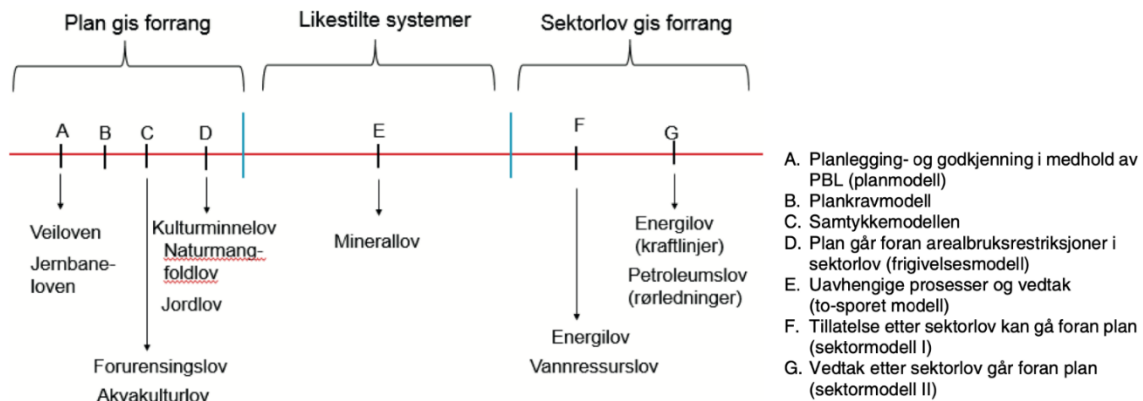 Plan gis forrang
Likestilte systemer
Sektorlov gis forrang
A
B
C
D
E
F
G
Veiloven
Jernbane-
loven
Kulturminnelov
Naturmang-
foldlov
Jordlov
Forurensingslov
Akvakulturlov
Minerallov
Energilov
Vannressurslov
Energilov
(kraftlinjer)
Petroleumslov
(rørledninger)
A. Planlegging- og godkjenning i medhold av
PBL (planmodell)
B. Plankravmodell
C. Samtykkemodellen
D. Plan går foran arealbruksrestriksjoner i
sektorlov (frigivelsesmodell)
E. Uavhengige prosesser og vedtak
(to-sporet modell)
F. Tillatelse etter sektorlov kan gå foran plan
(sektormodell I)
G. Vedtak etter sektorlov går foran plan
(sektormodell II)